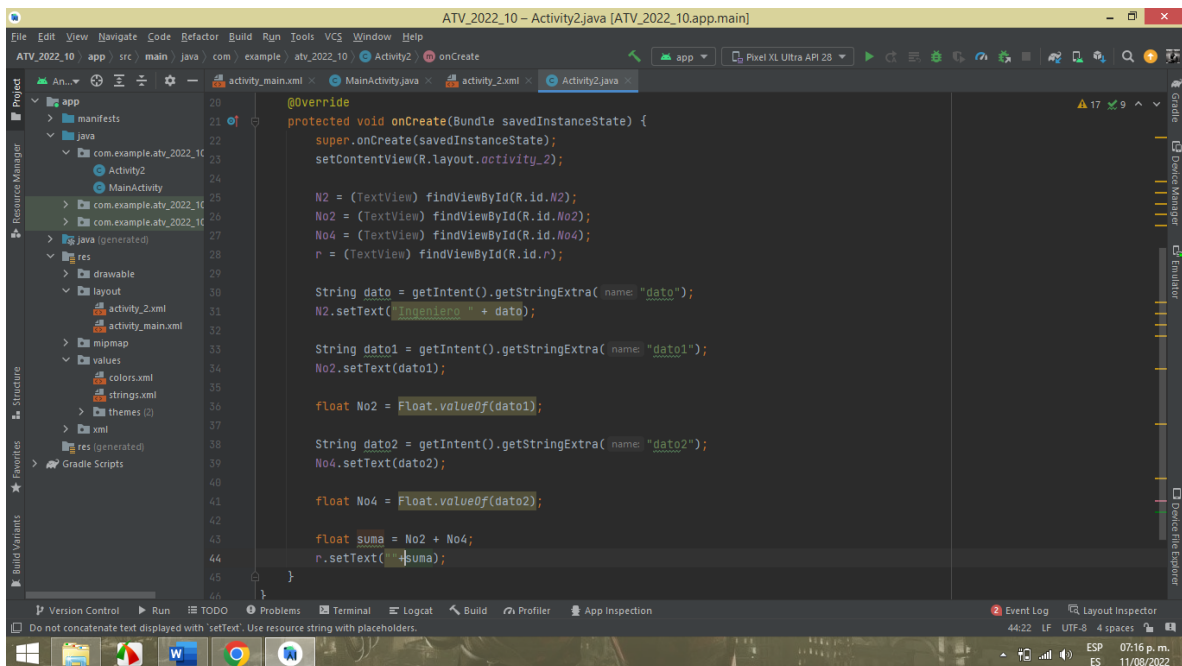 ATV_2022_10 – Activity2.java [ATV_2022_10.app.main]
File Edit View Navigate Code Refactor Build Run Tools VCS Window Help
ATV_2022_10 app src main java com example atv_2022_10 Activity2 onCreate app Pixel XL Ultra API 28
An... activity_main.xml MainActivity.java activity_2.xml Activity2.java
Project
Resource Manager
Structure
Favorites
Build Variants
app
manifests
java
com.example.atv_2022_10
Activity2
MainActivity
com.example.atv_2022_10
com.example.atv_2022_10
java (generated)
res
drawable
layout
activity_2.xml
activity_main.xml
mipmap
values
colors.xml
strings.xml
themes (2)
xml
res (generated)
Gradle Scripts
17 9
20 @Override
21 protected void onCreate(Bundle savedInstanceState) {
22 super.onCreate(savedInstanceState);
23 setContentView(R.layout.activity_2);
24
25 N2 = (TextView) findViewById(R.id.N2);
26 No2 = (TextView) findViewById(R.id.No2);
27 No4 = (TextView) findViewById(R.id.No4);
28 r = (TextView) findViewById(R.id.r);
29
30 String dato = getIntent().getStringExtra( name: "dato");
31 N2.setText("Ingeniero " + dato);
32
33 String dato1 = getIntent().getStringExtra( name: "dato1");
34 No2.setText(dato1);
35
36 float No2 = Float.valueOf(dato1);
37
38 String dato2 = getIntent().getStringExtra( name: "dato2");
39 No4.setText(dato2);
40
41 float No4 = Float.valueOf(dato2);
42
43 float suma = No2 + No4;
44 r.setText(""+suma);
45 }
46 }
Gradle
Device Manager
Emulator
Device File Explorer
Version Control Run TODO Problems Terminal Logcat Build Profiler App Inspection 2 Event Log Layout Inspector
Do not concatenate text displayed with `setText`. Use resource string with placeholders. 44:22 LF UTF-8 4 spaces
ESP 07:16 p. m.
ES 11/08/2022